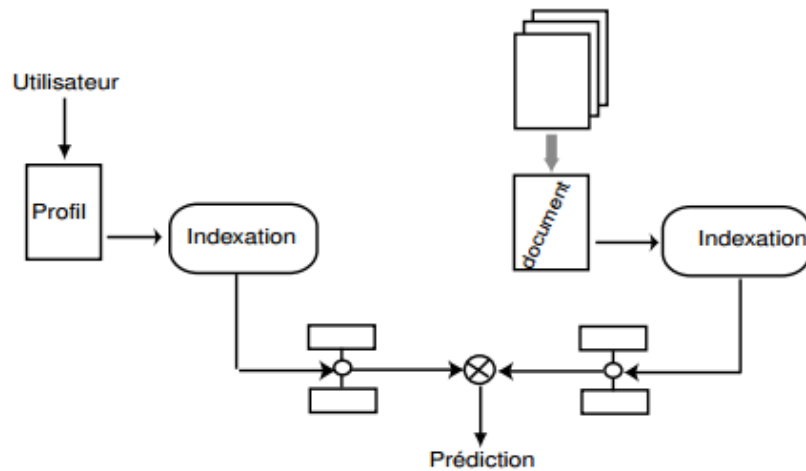 Utilisateur
Profil
Indexation
document
Indexation
Prédiction